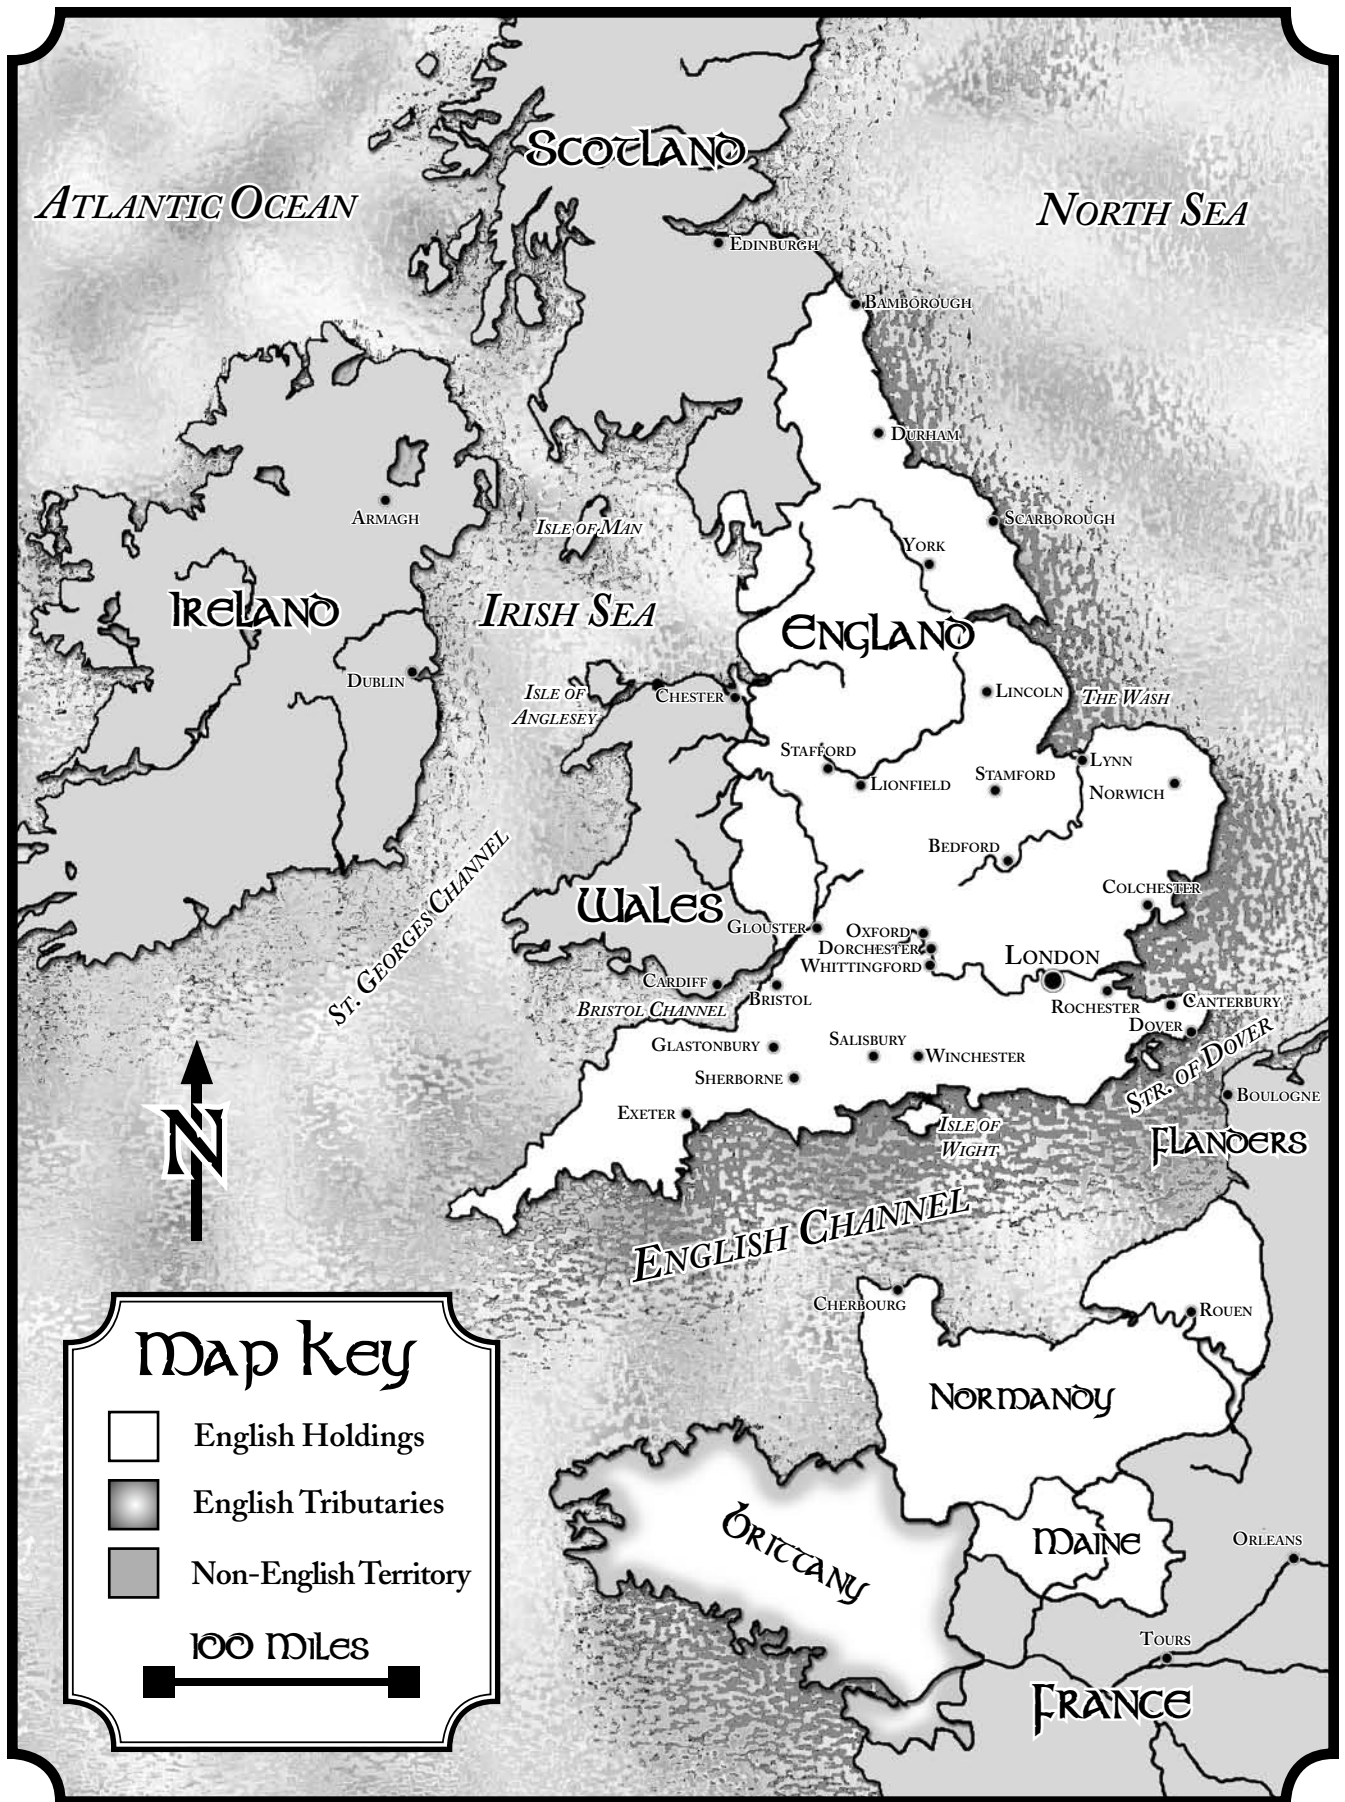 Scotland
Atlantic Ocean
North Sea
Edinburgh
Bamborough
Durham
Armagh
Isle of Man
Scarborough
York
Ireland
Irish Sea
England
Dublin
Isle of
Anglesey
Chester
Lincoln
The Wash
Stafford
Lionfield
Stamford
Lynn
Norwich
Bedford
St. Georges Channel
Wales
Colchester
Glouster
Oxford
Dorchester
Whittingford
London
Cardiff
Bristol
Bristol Channel
Rochester
Canterbury
Dover
Str. of Dover
Glastonbury
Salisbury
Winchester
Sherborne
Exeter
Isle of
Wight
Boulogne
Flanders
N
English Channel
Cherbourg
Rouen
Normandy
Brittany
Maine
Orleans
Tours
France
Map Key
English Holdings
English Tributaries
Non-English Territory
100 Miles